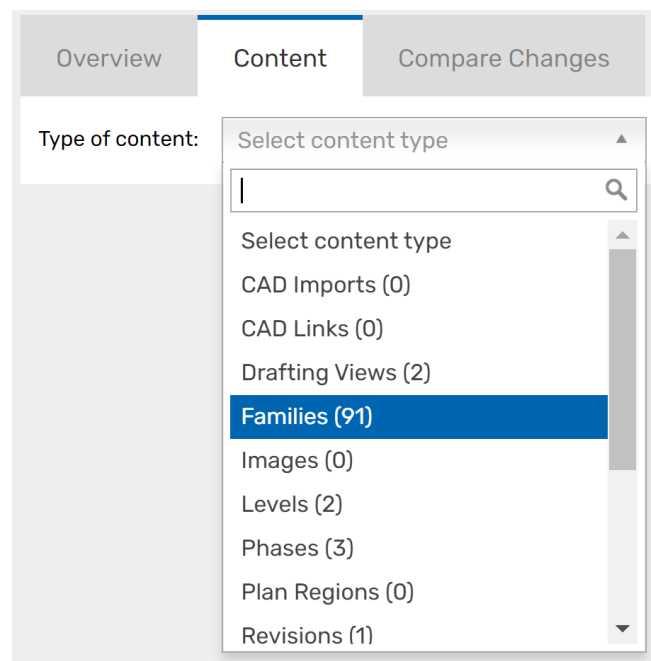 Overview Content Compare Changes
Type of content: Select content type
Select content type
CAD Imports (0)
CAD Links (0)
Drafting Views (2)
Families (91)
Images (0)
Levels (2)
Phases (3)
Plan Regions (0)
Revisions (1)